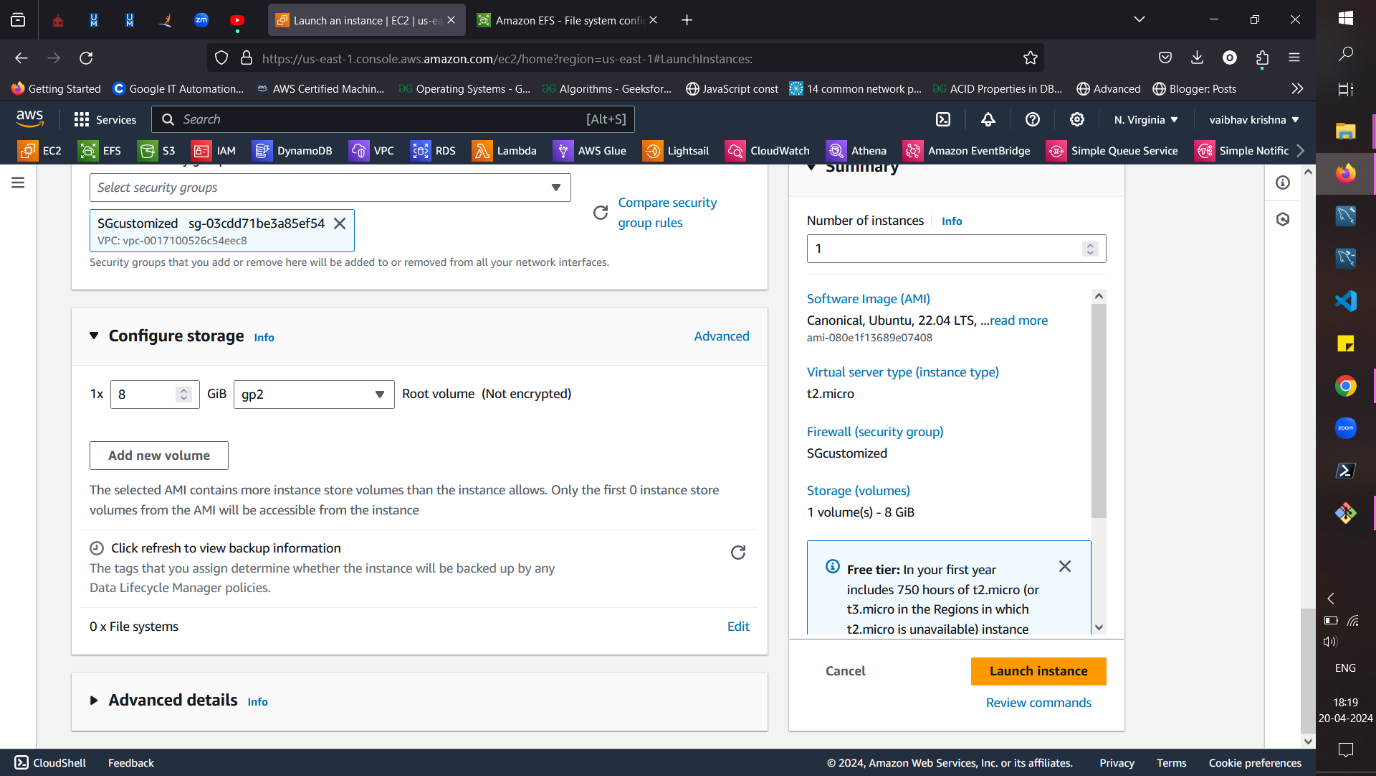 Launch an instance | EC2 | us-ea
Amazon EFS - File system confi
https://us-east-1.console.aws.amazon.com/ec2/home?region=us-east-1#LaunchInstances:
Getting Started
Google IT Automation...
AWS Certified Machin...
Operating Systems - G...
Algorithms - Geeksfor...
JavaScript const
14 common network p...
ACID Properties in DB...
Advanced
Blogger: Posts
aws
Services
Search
[Alt+S]
N. Virginia
vaibhav krishna
EC2
EFS
S3
IAM
DynamoDB
VPC
RDS
Lambda
AWS Glue
Lightsail
CloudWatch
Athena
Amazon EventBridge
Simple Queue Service
Simple Notific
Select security groups
SGcustomized sg-03cdd71be3a85ef54
VPC: vpc-0017100526c54eec8
Compare security
group rules
Security groups that you add or remove here will be added to or removed from all your network interfaces.
Configure storage Info
Advanced
1x 8 GiB gp2 Root volume (Not encrypted)
Add new volume
The selected AMI contains more instance store volumes than the instance allows. Only the first 0 instance store
volumes from the AMI will be accessible from the instance
Click refresh to view backup information
The tags that you assign determine whether the instance will be backed up by any
Data Lifecycle Manager policies.
0 x File systems
Edit
Advanced details Info
Summary
Number of instances Info
1
Software Image (AMI)
Canonical, Ubuntu, 22.04 LTS, ...read more
ami-080e1f13689e07408
Virtual server type (instance type)
t2.micro
Firewall (security group)
SGcustomized
Storage (volumes)
1 volume(s) - 8 GiB
Free tier: In your first year
includes 750 hours of t2.micro (or
t3.micro in the Regions in which
t2.micro is unavailable) instance
Cancel
Launch instance
Review commands
CloudShell
Feedback
© 2024, Amazon Web Services, Inc. or its affiliates.
Privacy
Terms
Cookie preferences
zm
zoom
ENG
18:19
20-04-2024